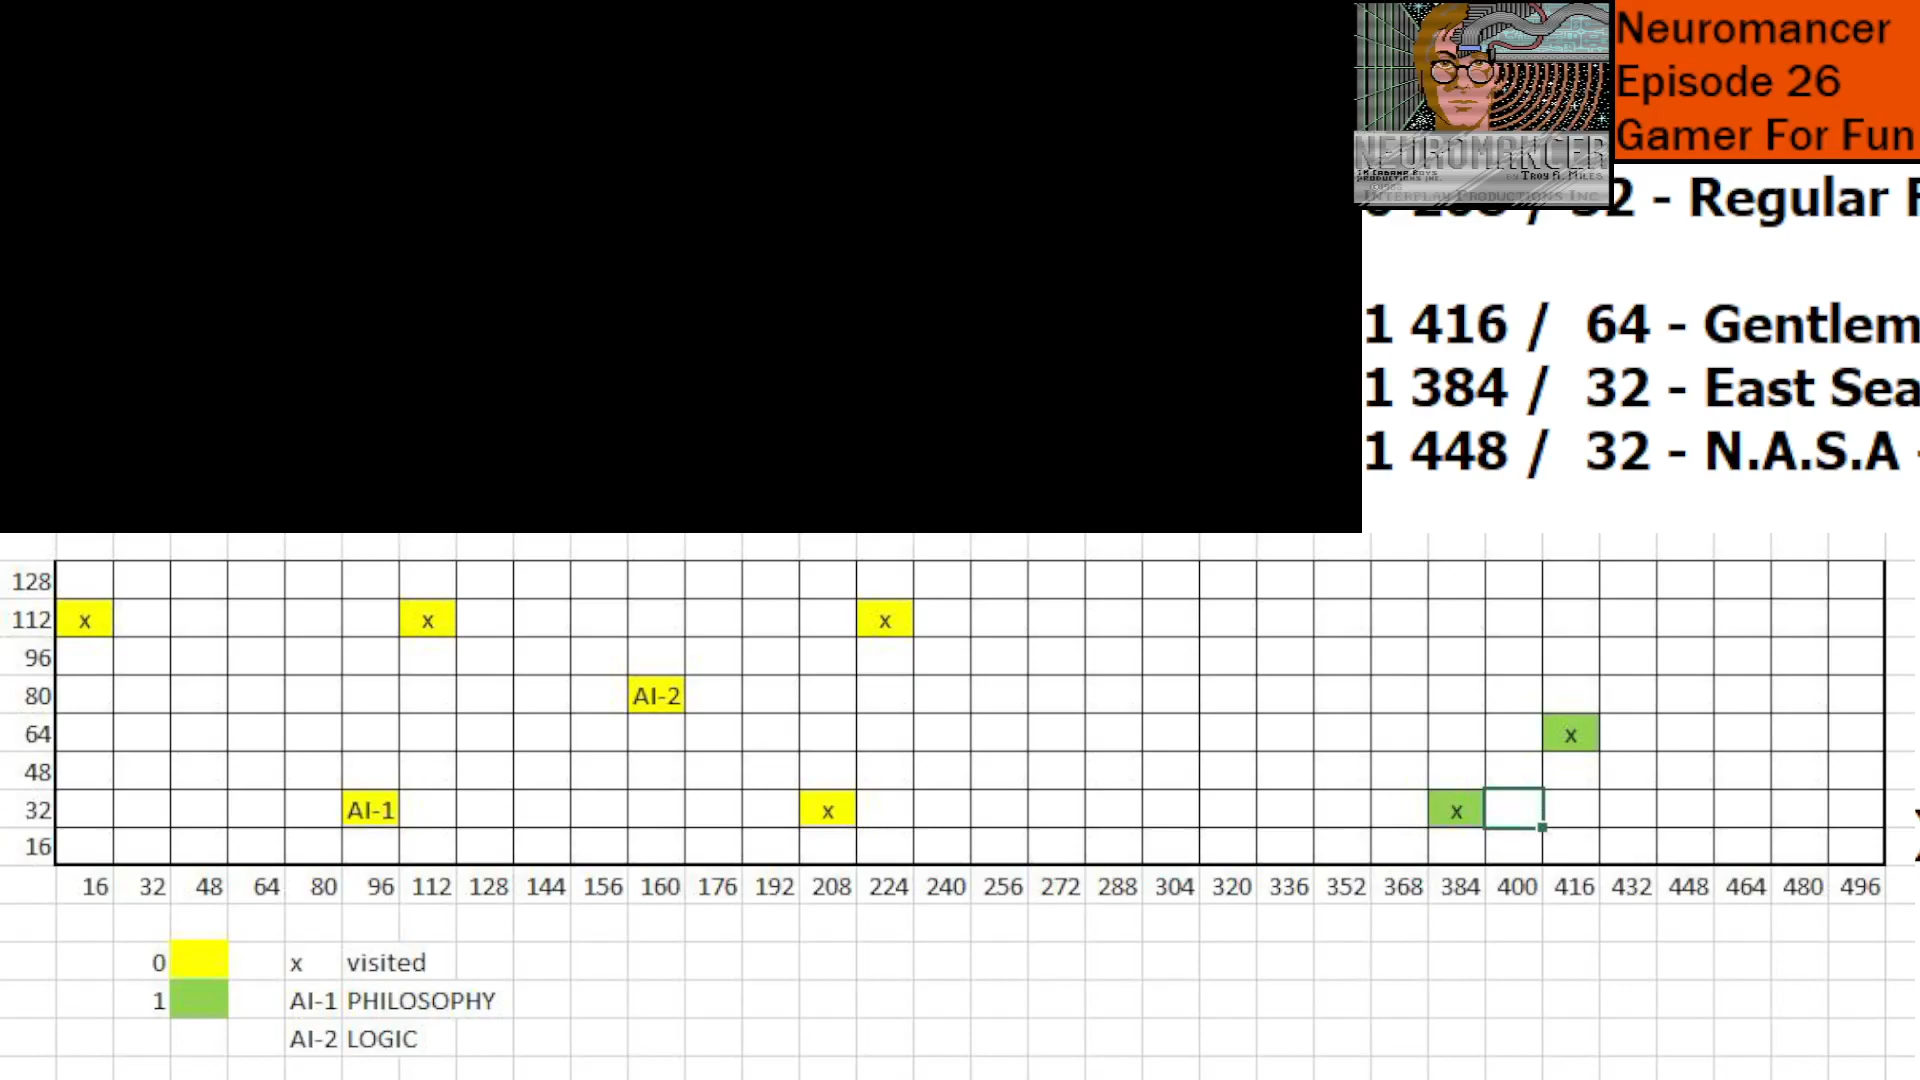 Neuromancer
Episode 26
Gamer For Fun
NEUROMANCER
BY TROY A. MILES
INTERPLAY PRODUCTIONS INC
2 - Regular
1 416 / 64 - Gentlem
1 384 / 32 - East Sea
1 448 / 32 - N.A.S.A -
128
112 x x x
96
80 AI-2
64 x
48
32 AI-1 x x
16
16 32 48 64 80 96 112 128 144 156 160 176 192 208 224 240 256 272 288 304 320 336 352 368 384 400 416 432 448 464 480 496
0 x visited
1 AI-1 PHILOSOPHY
AI-2 LOGIC